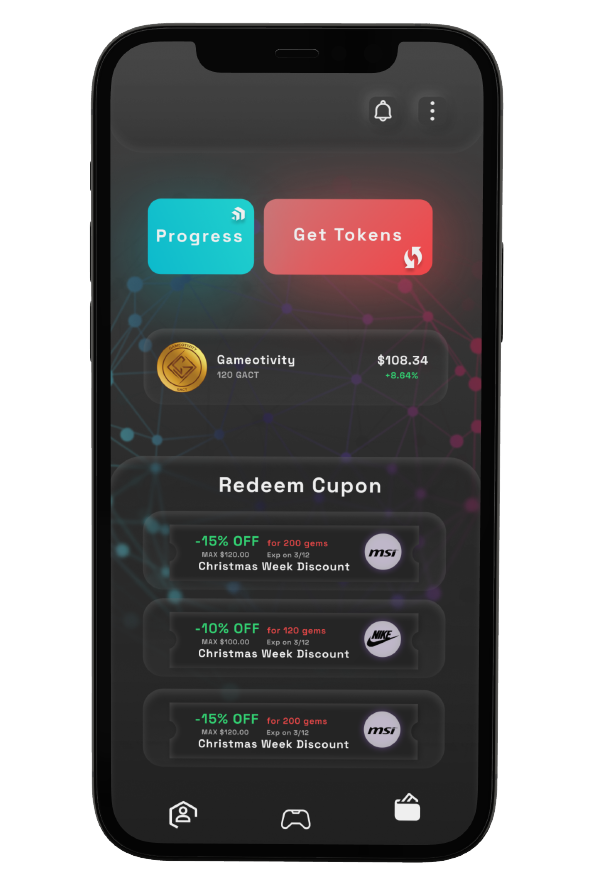 Progress
Get Tokens
Gameotivity
120 GACT
$108.34
+8.64%
Redeem Cupon
-15% OFF for 200 gems
MAX $120.00 Exp on 3/12
Christmas Week Discount
msi
-10% OFF for 120 gems
MAX $100.00 Exp on 3/12
Christmas Week Discount
NIKE
-15% OFF for 200 gems
MAX $120.00 Exp on 3/12
Christmas Week Discount
msi